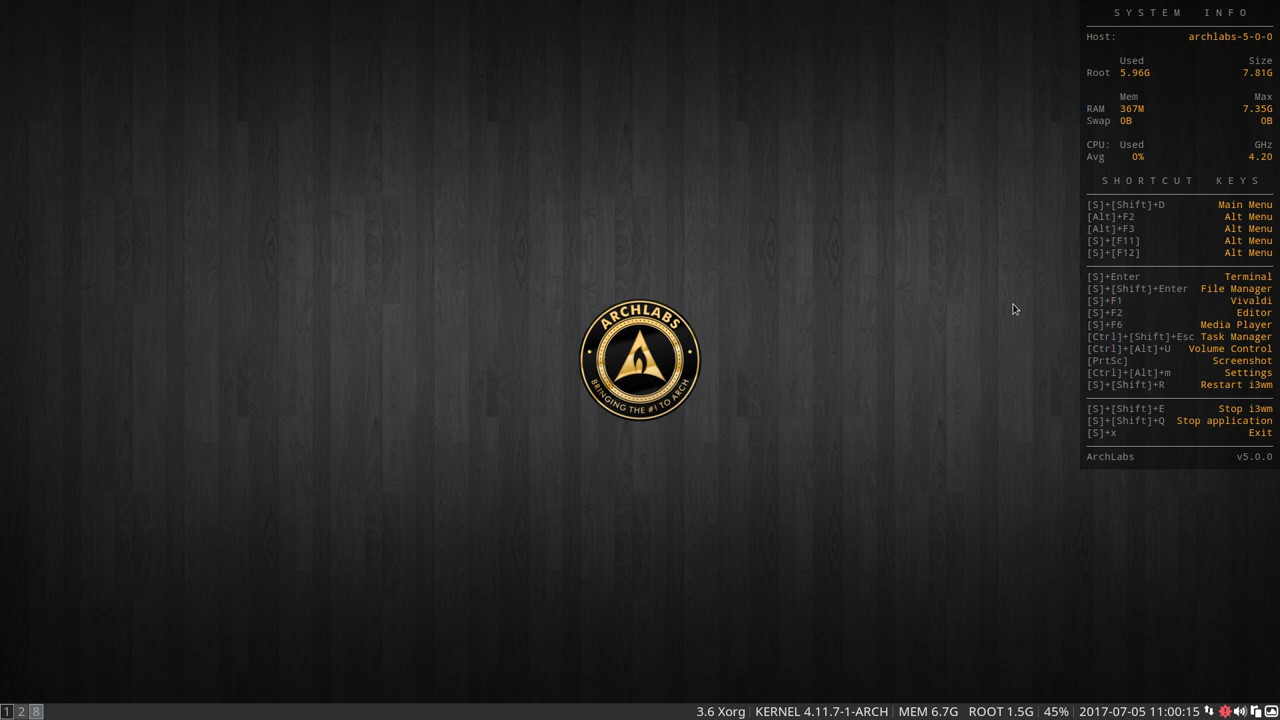 SYSTEM INFO
Host: archlabs-5-0-0
Used Size
Root 5.96G 7.81G
Mem Max
RAM 367M 7.35G
Swap 0B 0B
CPU: Used GHz
Avg 0% 4.20
SHORTCUT KEYS
[S]+[Shift]+D Main Menu
[Alt]+F2 Alt Menu
[Alt]+F3 Alt Menu
[S]+[F11] Alt Menu
[S]+[F12] Alt Menu
[S]+Enter Terminal
[S]+[Shift]+Enter File Manager
[S]+F1 Vivaldi
[S]+F2 Editor
[S]+F6 Media Player
[Ctrl]+[Shift]+Esc Task Manager
[Ctrl]+[Alt]+U Volume Control
[PrtSc] Screenshot
[Ctrl]+[Alt]+m Settings
[S]+[Shift]+R Restart i3wm
[S]+[Shift]+E Stop i3wm
[S]+[Shift]+Q Stop application
[S]+x Exit
ArchLabs v5.0.0
ARCHLABS
BRINGING THE #! TO ARCH
1 2 8 3.6 Xorg KERNEL 4.11.7-1-ARCH MEM 6.7G ROOT 1.5G 45% 2017-07-05 11:00:15